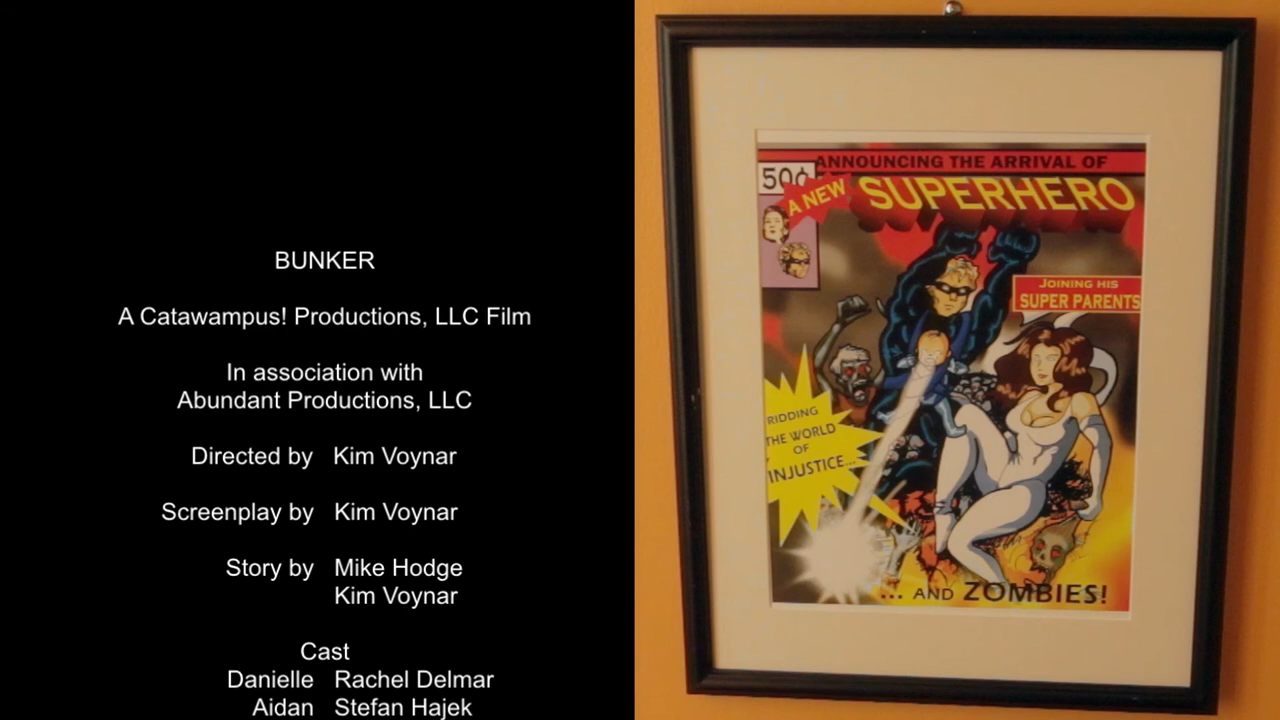 BUNKER
A Catawampus! Productions, LLC Film
In association with
Abundant Productions, LLC
Directed by Kim Voynar
Screenplay by Kim Voynar
Story by Mike Hodge
Kim Voynar
Cast
Danielle Rachel Delmar
Aidan Stefan Hajek
ANNOUNCING THE ARRIVAL OF
50¢
A NEW
SUPERHERO
JOINING HIS
SUPER PARENTS
RIDDING
THE WORLD
OF
INJUSTICE...
... AND ZOMBIES!